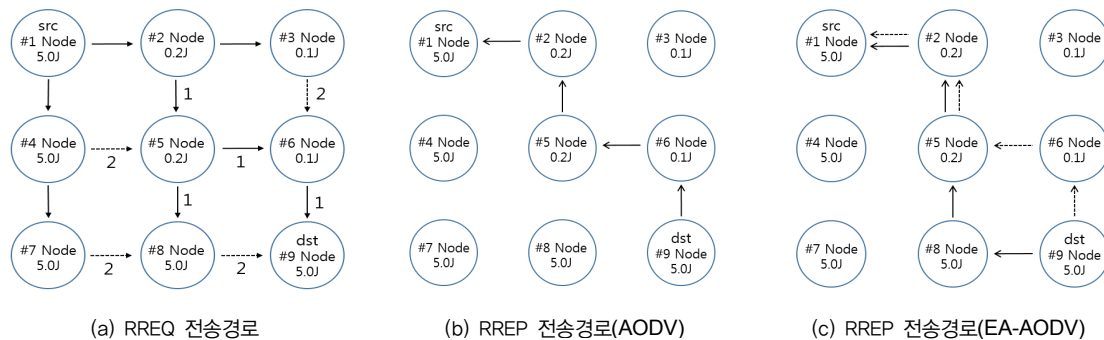 src
#1 Node
5.0J
#2 Node
0.2J
#3 Node
0.1J
1
2
#4 Node
5.0J
2
#5 Node
0.2J
1
#6 Node
0.1J
1
1
#7 Node
5.0J
2
#8 Node
5.0J
2
dst
#9 Node
5.0J
(a) RREQ 전송경로
src
#1 Node
5.0J
#2 Node
0.2J
#3 Node
0.1J
#4 Node
5.0J
#5 Node
0.2J
#6 Node
0.1J
#7 Node
5.0J
#8 Node
5.0J
dst
#9 Node
5.0J
(b) RREP 전송경로(AODV)
src
#1 Node
5.0J
#2 Node
0.2J
#3 Node
0.1J
#4 Node
5.0J
#5 Node
0.2J
#6 Node
0.1J
#7 Node
5.0J
#8 Node
5.0J
dst
#9 Node
5.0J
(c) RREP 전송경로(EA-AODV)